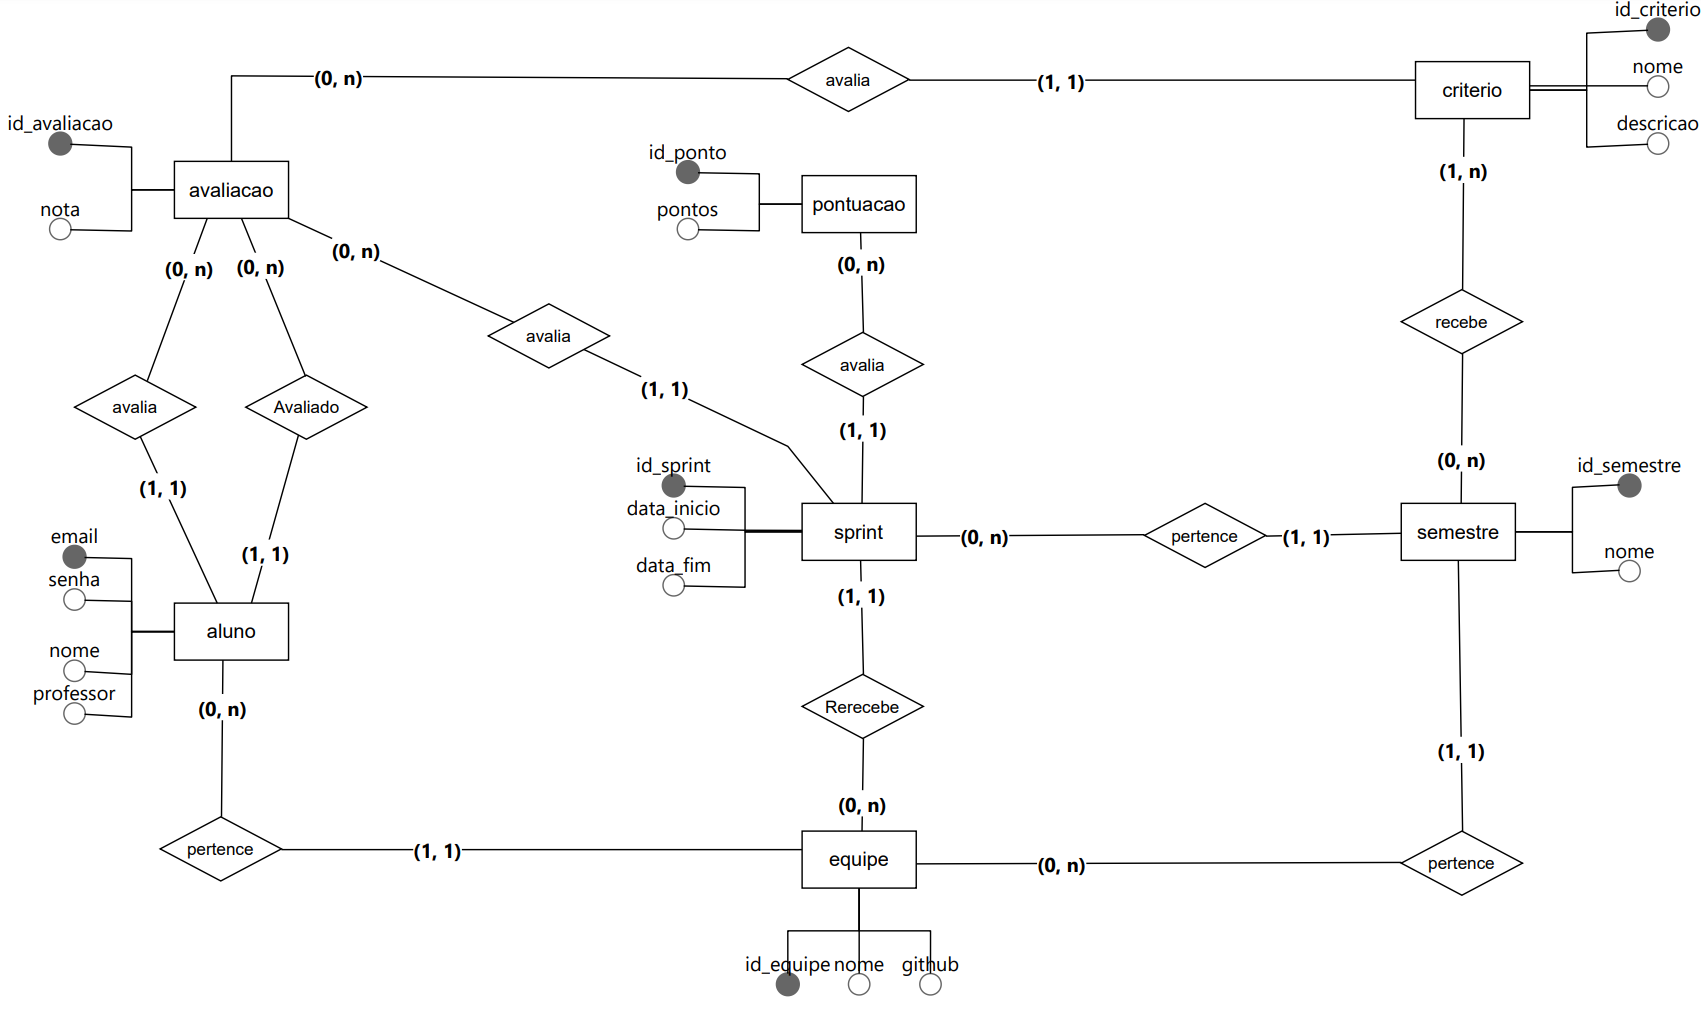 id_criterio
(0, n)
avalia
(1, 1)
criterio
nome
descricao
id_avaliacao
avaliacao
nota
id_ponto
pontuacao
pontos
(1, n)
(0, n)
(0, n)
(0, n)
(0, n)
avalia
recebe
avalia
(1, 1)
avalia
Avaliado
(1, 1)
(0, n)
(1, 1)
id_sprint
data_inicio
data_fim
sprint
(0, n)
pertence
(1, 1)
semestre
id_semestre
nome
(1, 1)
(1, 1)
email
senha
nome
professor
aluno
(0, n)
Rerecebe
(1, 1)
(0, n)
pertence
(1, 1)
equipe
(0, n)
pertence
id_equipe
nome
github